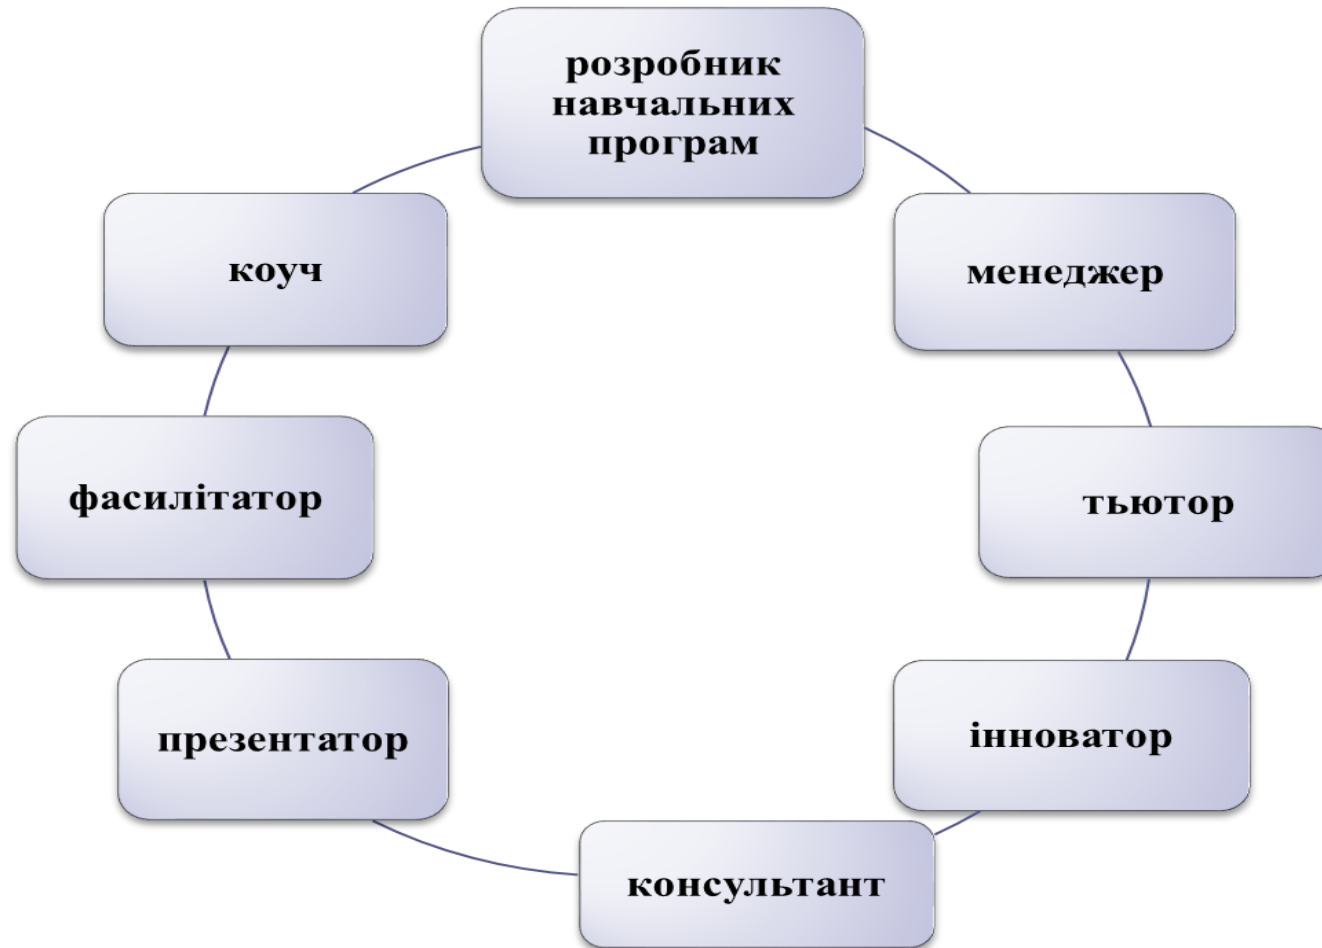 розробник
навчальних
програм
коуч
менеджер
фасилітатор
тьютор
презентатор
інноватор
консультант